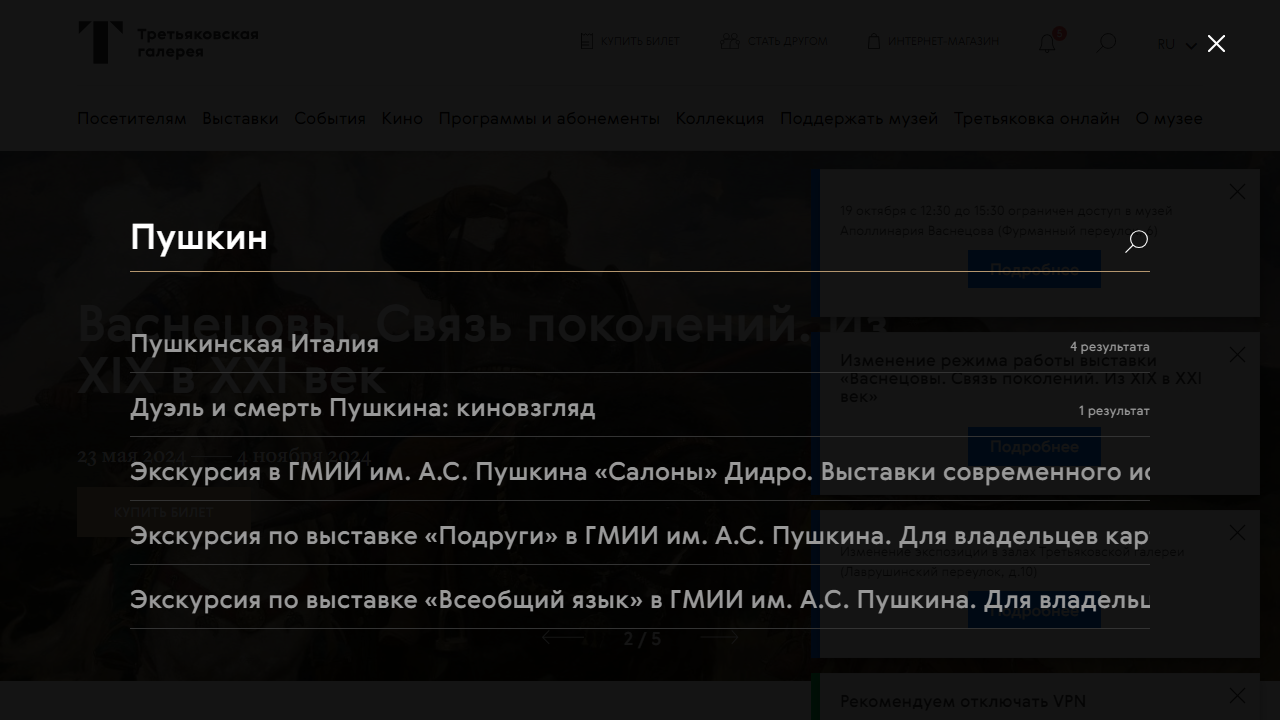 Третьяковская
галерея
КУПИТЬ БИЛЕТ
СТАТЬ ДРУГОМ
ИНТЕРНЕТ-МАГАЗИН
RU
Посетителям Выставки События Кино Программы и абонементы Коллекция Поддержать музей Третьяковка онлайн О музее
19 октября с 12:30 до 15:30 ограничен доступ в музей
Аполлинария Васнецова (Фурманный переулок, 6)
Подробнее
Пушкин
Васнецовы. Связь поколений. Из
XIX в XXI век
23 мая 2024 — 4 ноября 2024
КУПИТЬ БИЛЕТ
Пушкинская Италия
4 результата
Дуэль и смерть Пушкина: киновзгляд
1 результат
Экскурсия в ГМИИ им. А.С. Пушкина «Салоны» Дидро. Выставки современного ис
Экскурсия по выставке «Подруги» в ГМИИ им. А.С. Пушкина. Для владельцев кар
Экскурсия по выставке «Всеобщий язык» в ГМИИ им. А.С. Пушкина. Для владельц
Изменение режима работы выставки
«Васнецовы. Связь поколений. Из XIX в XXI
век»
Подробнее
Изменение экспозиции в залах Третьяковской галереи
(Лаврушинский переулок, д.10)
Подробнее
2 / 5
Рекомендуем отключать VPN